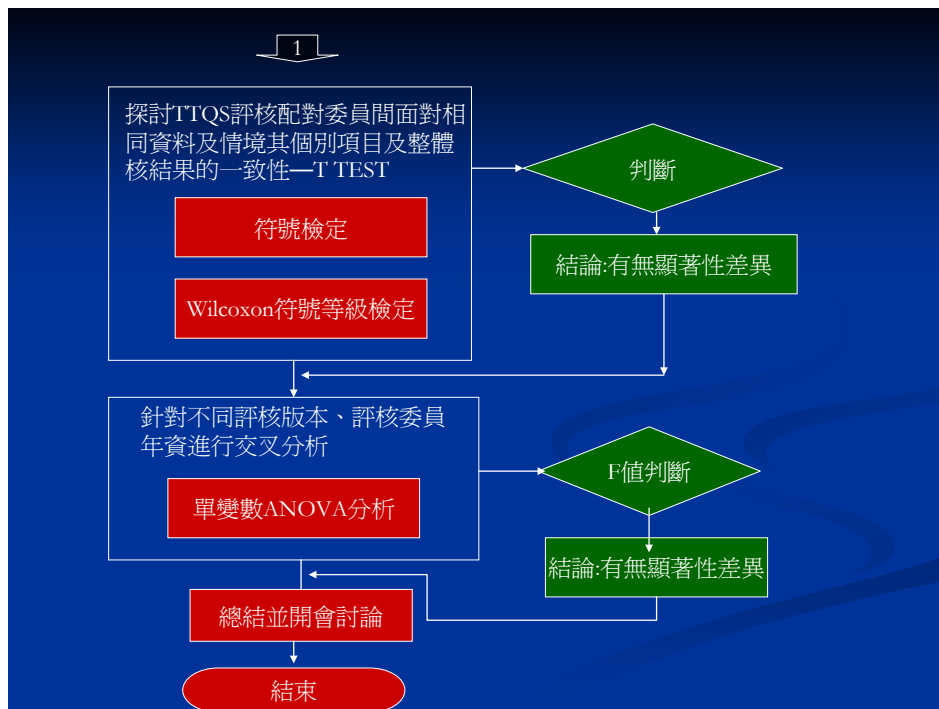 1
探討TTQS評核配對委員間面對相
同資料及情境其個別項目及整體
核結果的一致性—T TEST
符號檢定
Wilcoxon符號等級檢定
判斷
結論:有無顯著性差異
針對不同評核版本、評核委員
年資進行交叉分析
單變數ANOVA分析
F值判斷
結論:有無顯著性差異
總結並開會討論
結束